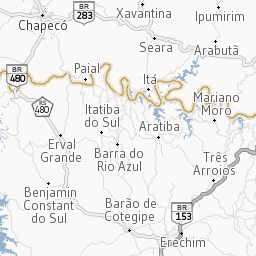 Xavantina
Ipumirim
BR
283
Chapecó
Seara
Arabutã
BR
480
Paial
Itá
Mariano
Moro
RS
480
Itatiba
do Sul
Aratiba
Erval
Grande
Barra do
Rio Azul
Três
Arroios
Benjamin
Constant
do Sul
Barão de
Cotegipe
BR
153
Erechim